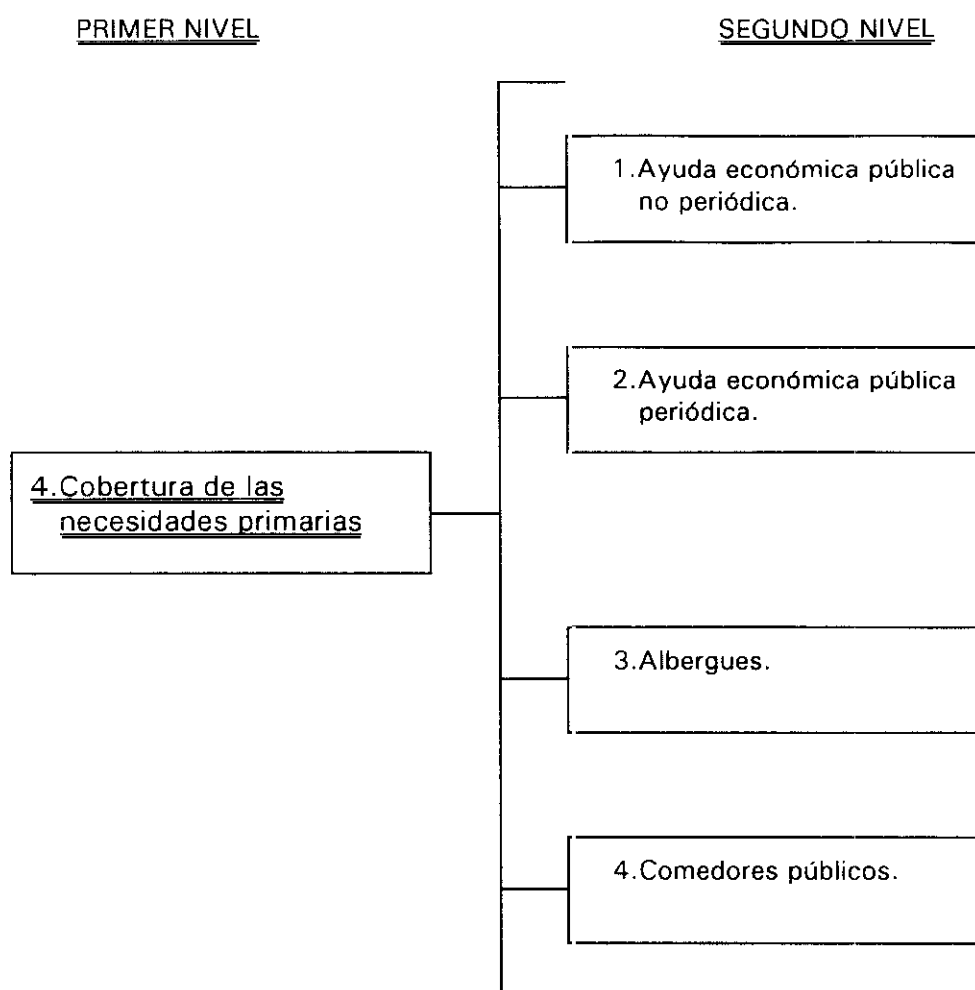 PRIMER NIVEL
SEGUNDO NIVEL
1.Ayuda económica pública
no periódica.
2.Ayuda económica pública
periódica.
4.Cobertura de las
necesidades primarias
3.Albergues.
4.Comedores públicos.